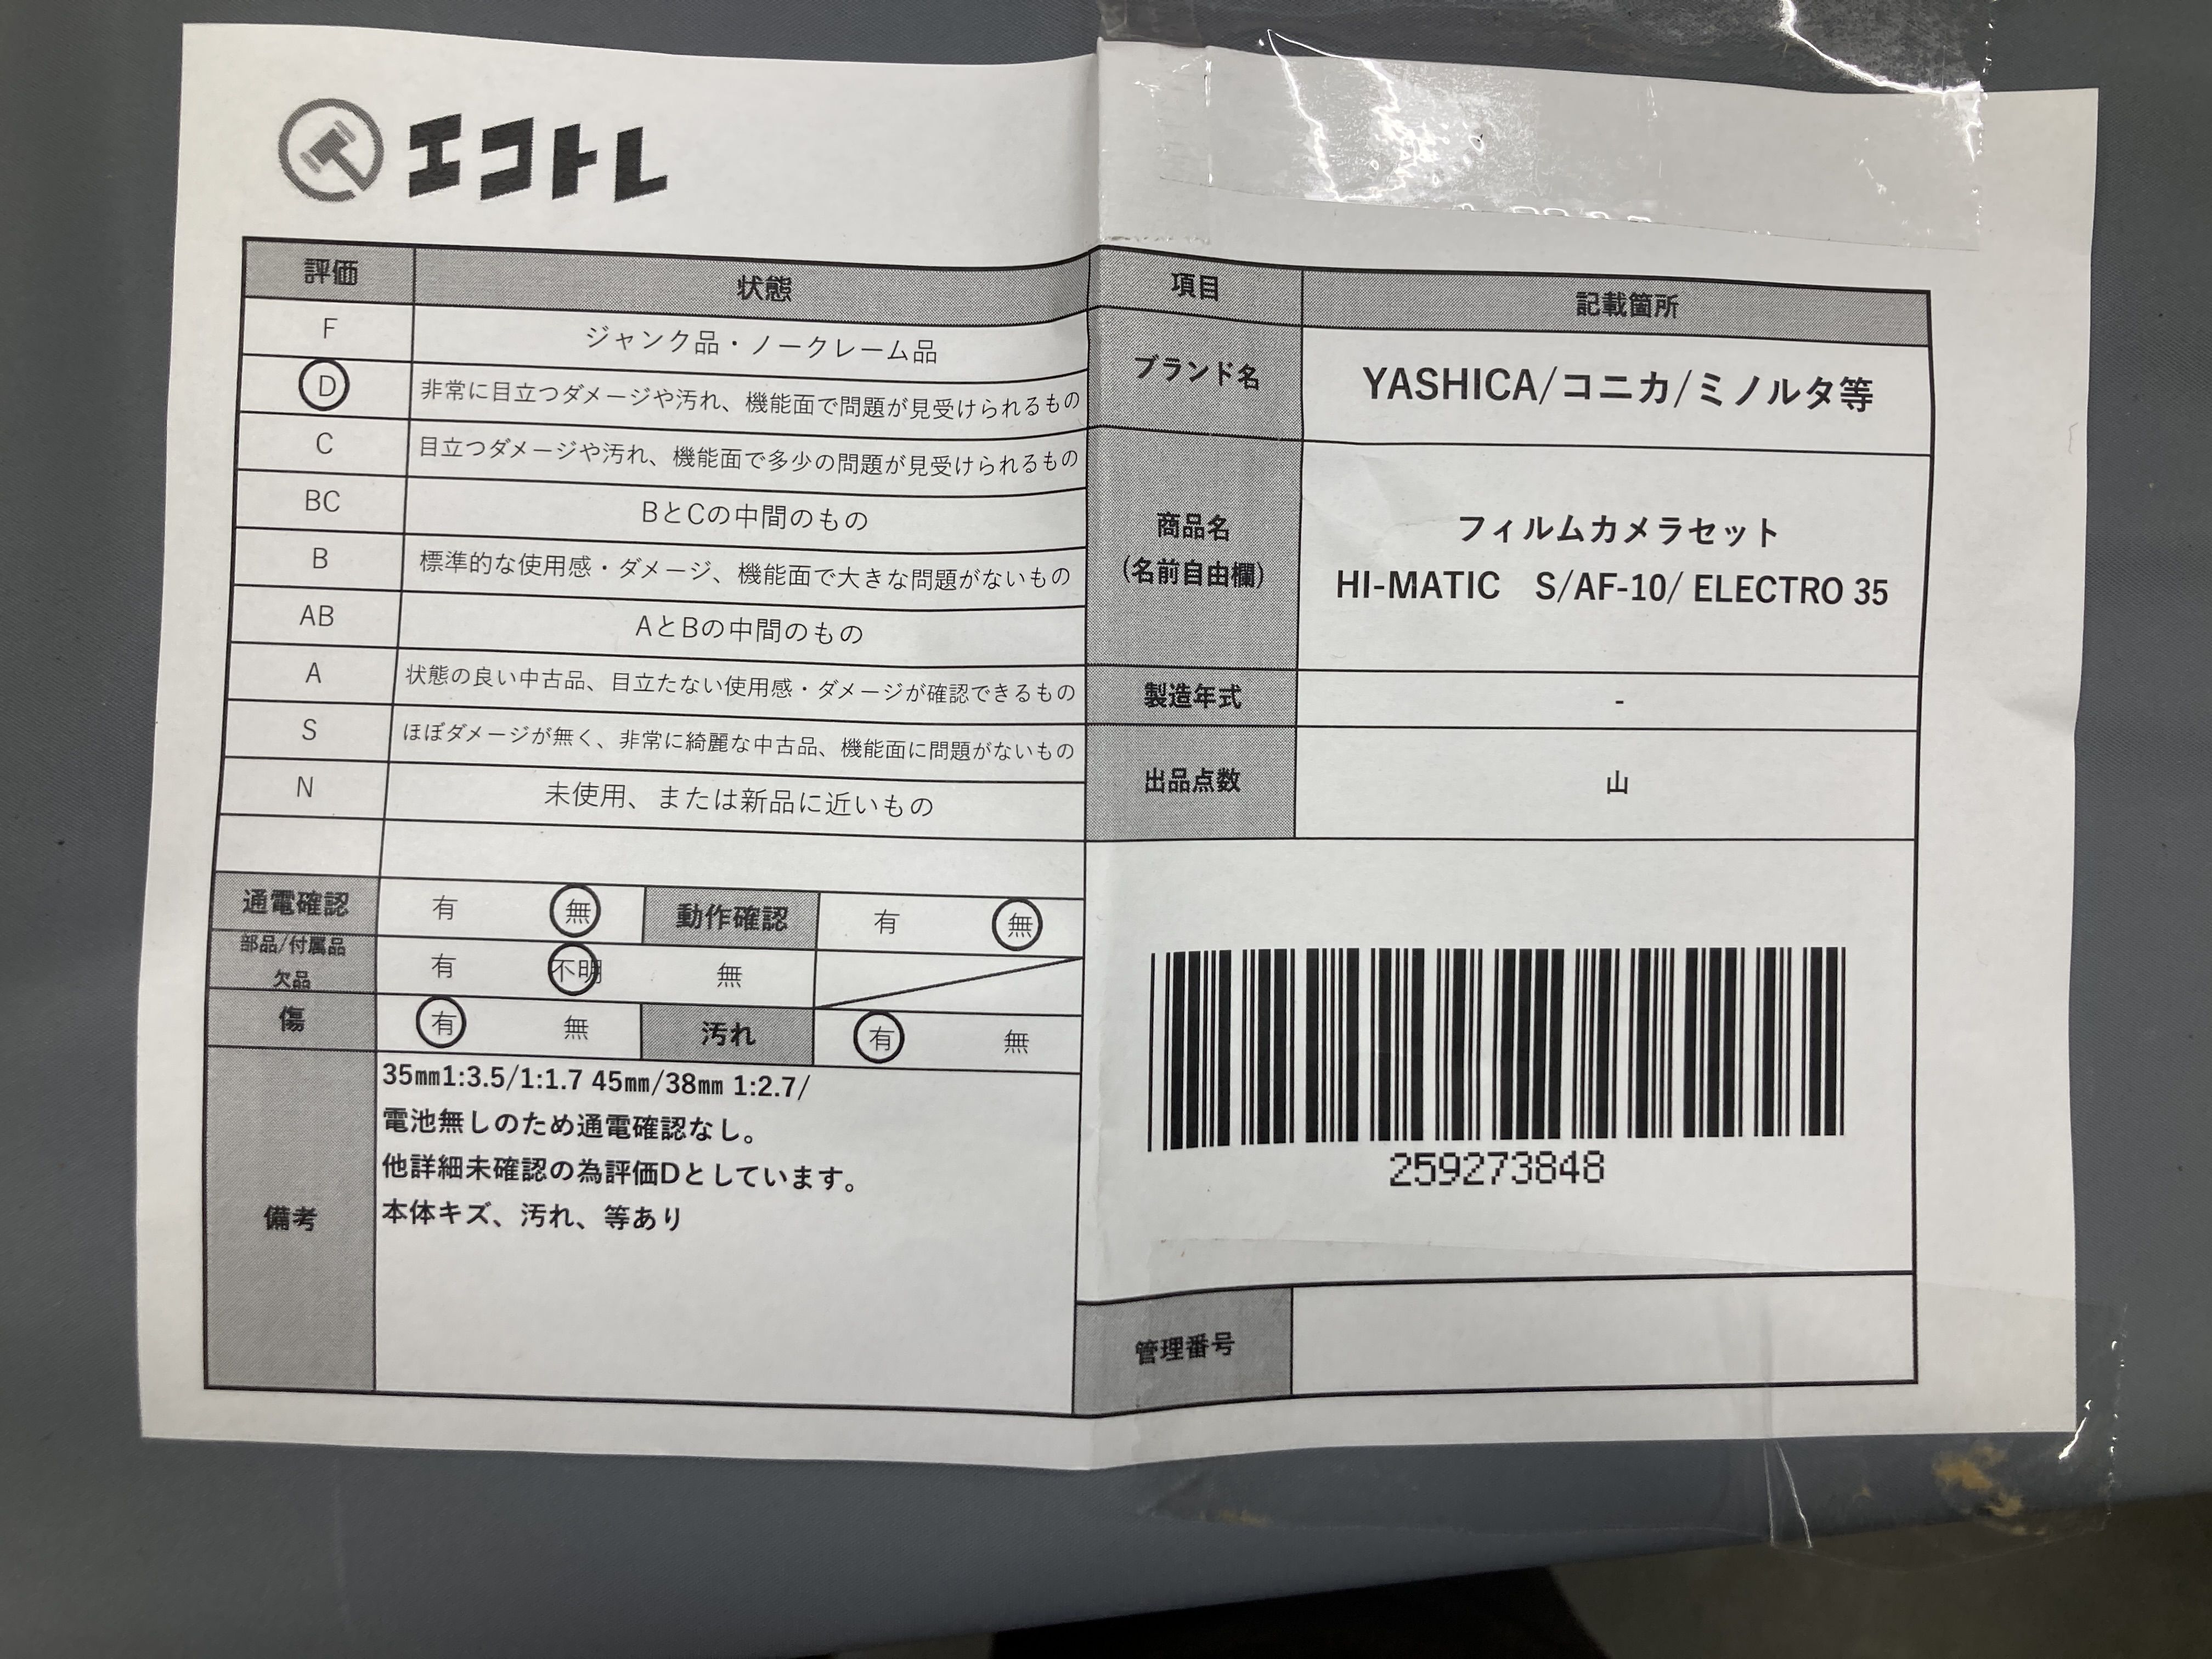 エコトレ
評価 状態
F ジャンク品・ノークレーム品
D 非常に目立つダメージや汚れ、機能面で問題が見受けられるもの
C 目立つダメージや汚れ、機能面で多少の問題が見受けられるもの
BC BとCの中間のもの
B 標準的な使用感・ダメージ、機能面で大きな問題がないもの
AB AとBの中間のもの
A 状態の良い中古品、目立たない使用感・ダメージが確認できるもの
S ほぼダメージが無く、非常に綺麗な中古品、機能面に問題がないもの
N 未使用、または新品に近いもの
通電確認 有 無 動作確認 有 無
部品/付属品
欠品 有 不明 無
傷 有 無 汚れ 有 無
備考
35㎜1:3.5/1:1.7 45㎜/38㎜ 1:2.7/
電池無しのため通電確認なし。
他詳細未確認の為評価Dとしています。
本体キズ、汚れ、等あり
項目 記載箇所
ブランド名 YASHICA/コニカ/ミノルタ等
商品名
(名前自由欄)
フィルムカメラセット
HI-MATIC　S/AF-10/ ELECTRO 35
製造年式 -
出品点数 山
259273848
管理番号